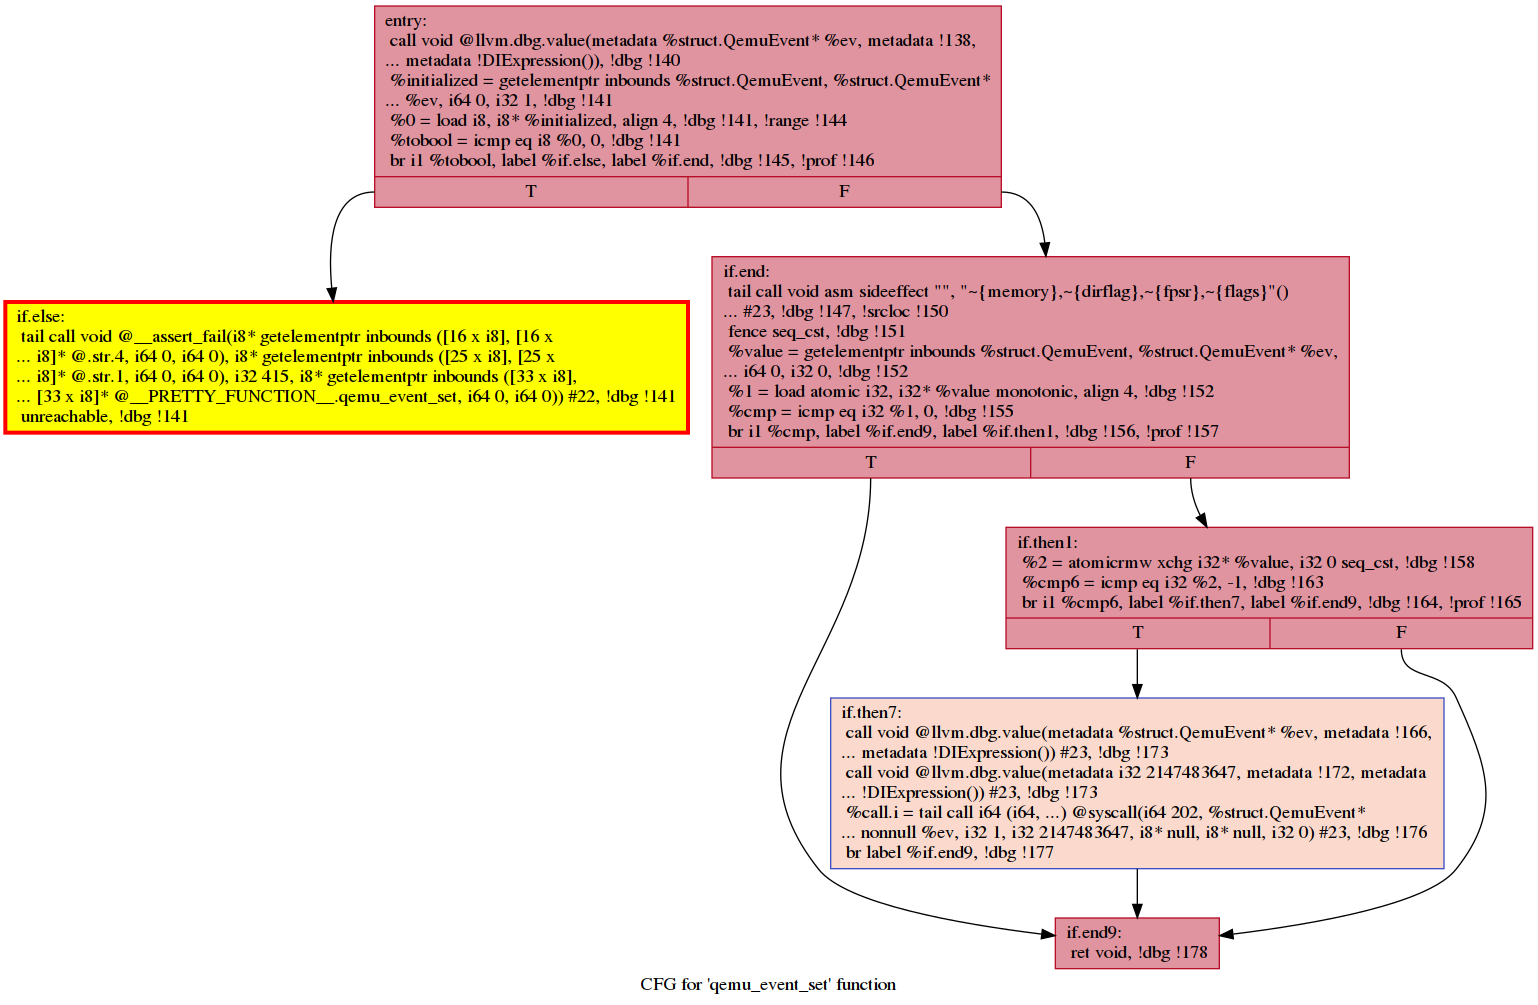 entry:
call void @llvm.dbg.value(metadata %struct.QemuEvent* %ev, metadata !138,
... metadata !DIExpression()), !dbg !140
%initialized = getelementptr inbounds %struct.QemuEvent, %struct.QemuEvent*
... %ev, i64 0, i32 1, !dbg !141
%0 = load i8, i8* %initialized, align 4, !dbg !141, !range !144
%tobool = icmp eq i8 %0, 0, !dbg !141
br i1 %tobool, label %if.else, label %if.end, !dbg !145, !prof !146
T
F
if.else:
tail call void @__assert_fail(i8* getelementptr inbounds ([16 x i8], [16 x
... i8]* @.str.4, i64 0, i64 0), i8* getelementptr inbounds ([25 x i8], [25 x
... i8]* @.str.1, i64 0, i64 0), i32 415, i8* getelementptr inbounds ([33 x i8],
... [33 x i8]* @__PRETTY_FUNCTION__.qemu_event_set, i64 0, i64 0)) #22, !dbg !141
unreachable, !dbg !141
if.end:
tail call void asm sideeffect "", "~{memory},~{dirflag},~{fpsr},~{flags}"()
... #23, !dbg !147, !srcloc !150
fence seq_cst, !dbg !151
%value = getelementptr inbounds %struct.QemuEvent, %struct.QemuEvent* %ev,
... i64 0, i32 0, !dbg !152
%1 = load atomic i32, i32* %value monotonic, align 4, !dbg !152
%cmp = icmp eq i32 %1, 0, !dbg !155
br i1 %cmp, label %if.end9, label %if.then1, !dbg !156, !prof !157
T
F
if.then1:
%2 = atomicrmw xchg i32* %value, i32 0 seq_cst, !dbg !158
%cmp6 = icmp eq i32 %2, -1, !dbg !163
br i1 %cmp6, label %if.then7, label %if.end9, !dbg !164, !prof !165
T
F
if.then7:
call void @llvm.dbg.value(metadata %struct.QemuEvent* %ev, metadata !166,
... metadata !DIExpression()) #23, !dbg !173
call void @llvm.dbg.value(metadata i32 2147483647, metadata !172, metadata
... !DIExpression()) #23, !dbg !173
%call.i = tail call i64 (i64, ...) @syscall(i64 202, %struct.QemuEvent*
... nonnull %ev, i32 1, i32 2147483647, i8* null, i8* null, i32 0) #23, !dbg !176
br label %if.end9, !dbg !177
if.end9:
ret void, !dbg !178
CFG for 'qemu_event_set' function